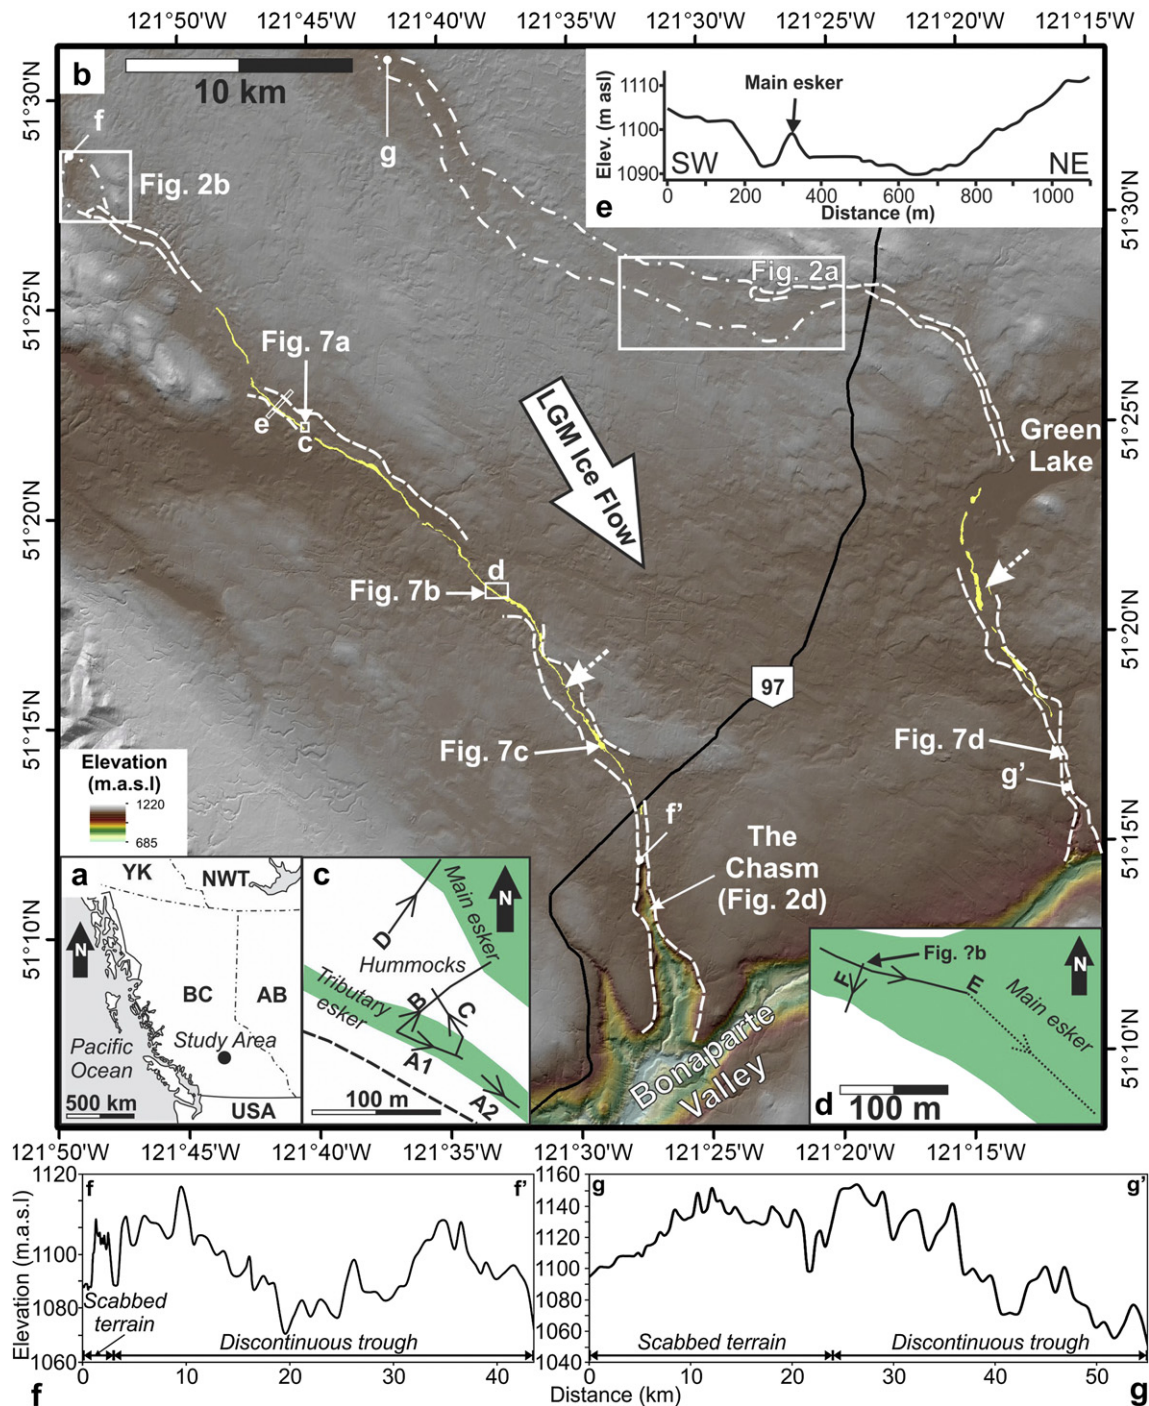 121°50'W 121°45'W 121°40'W 121°35'W 121°30'W 121°25'W 121°20'W 121°15'W
b
10 km
51°30'N
f
g
Fig. 2b
1110
1100
1090
Elev. (m asl)
Main esker
SW
NE
0 200 400 600 800 1000
Distance (m)
e
51°30'N
Fig. 2a
51°25'N
Fig. 7a
e
c
LGM Ice Flow
51°25'N
Green
Lake
51°20'N
d
Fig. 7b
51°20'N
97
51°15'N
Fig. 7c
Fig. 7d
g'
Elevation
(m.a.s.l)
1220
685
f'
The
Chasm
(Fig. 2d)
51°15'N
a
YK
NWT
N
BC
AB
Study Area
Pacific
Ocean
500 km
USA
c
N
Main esker
D
Hummocks
Tributary
esker
B
C
A1
A2
100 m
51°10'N
Bonaparte
Valley
Fig. ?b
N
F
E
Main esker
d
100 m
51°10'N
121°50'W 121°45'W 121°40'W 121°35'W 121°30'W 121°25'W 121°20'W
f
f'
1120
1100
1080
1060
Elevation (m.a.s.l)
Scabbed
terrain
Discontinuous trough
0 10 20 30 40
f
g
g'
1160
1140
1120
1100
1080
1060
1040
Scabbed terrain
Discontinuous trough
0 10 20 30 40 50
Distance (km)
g